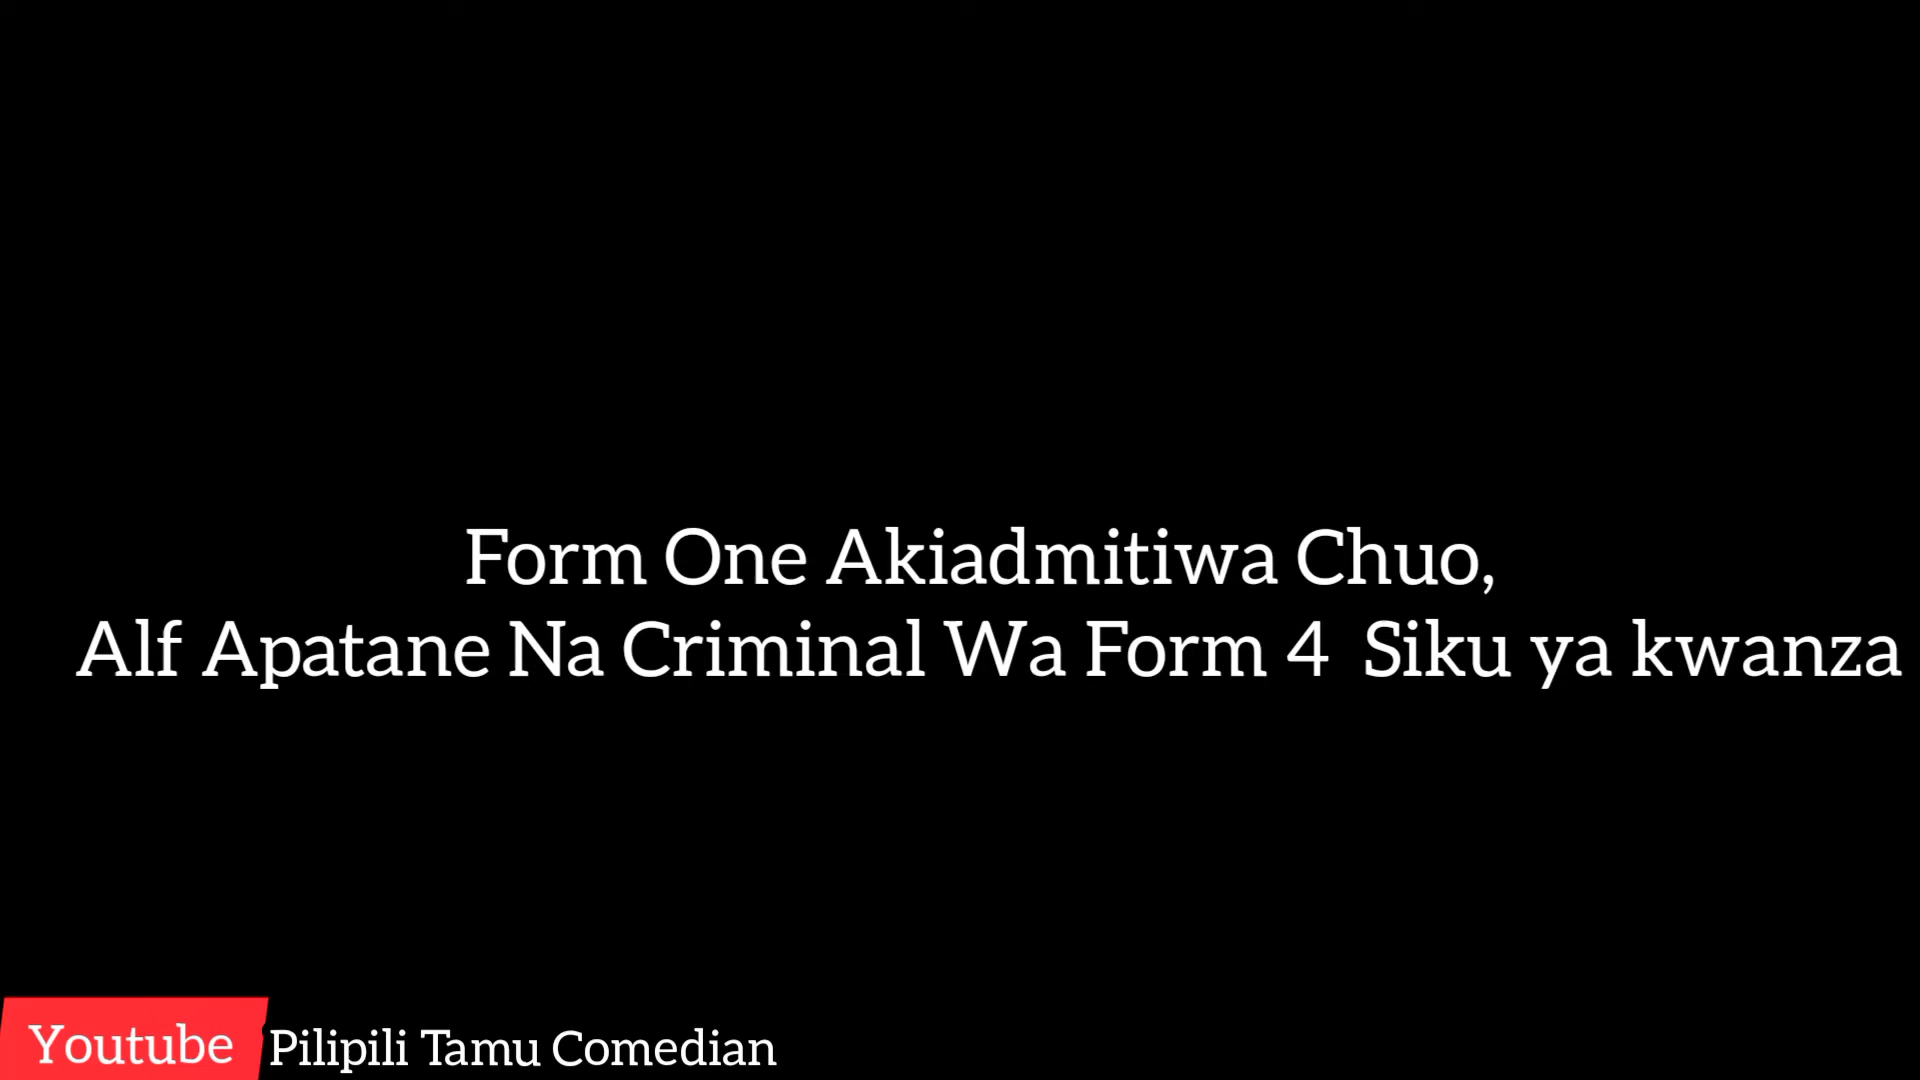 Form One Akiadmitiwa Chuo,
Alf Apatane Na Criminal Wa Form 4 Siku ya kwanza
Youtube Pilipili Tamu Comedian